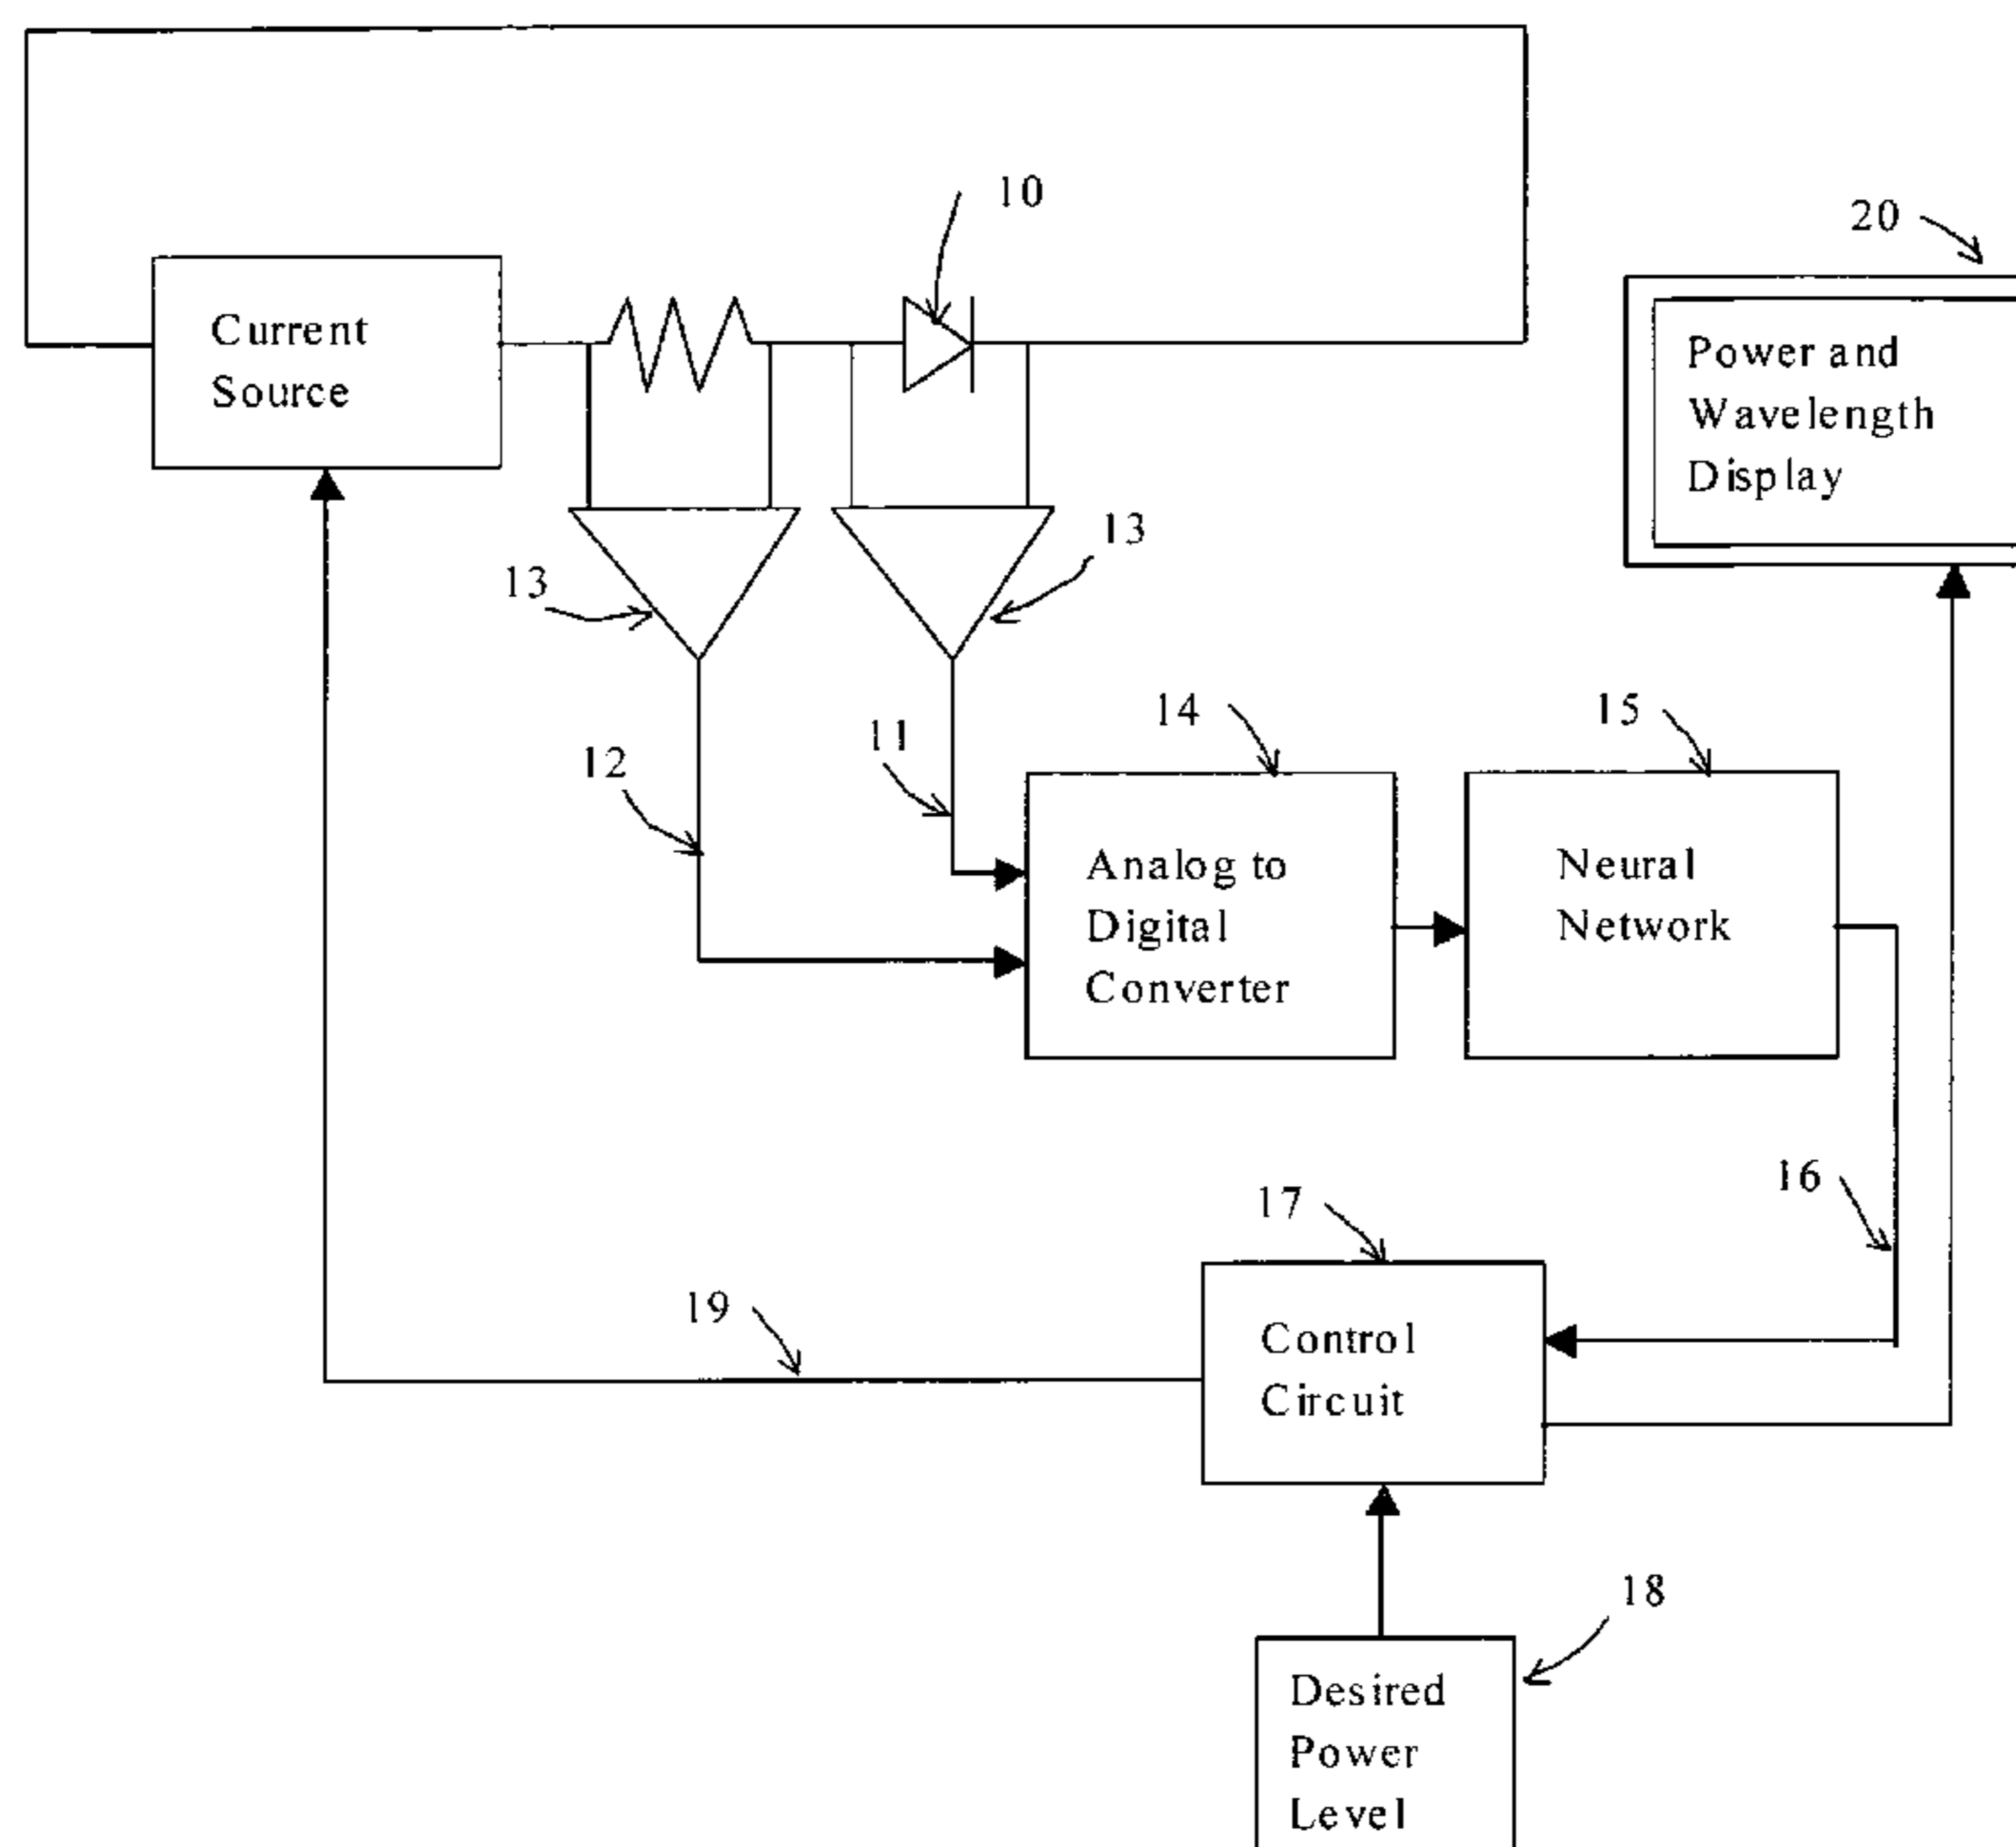 10
20
Current
Source
Power and
Wavelength
Display
13
13
14
15
11
12
Analog to
Digital
Converter
Neural
Network
16
17
19
Control
Circuit
18
Desired
Power
Level